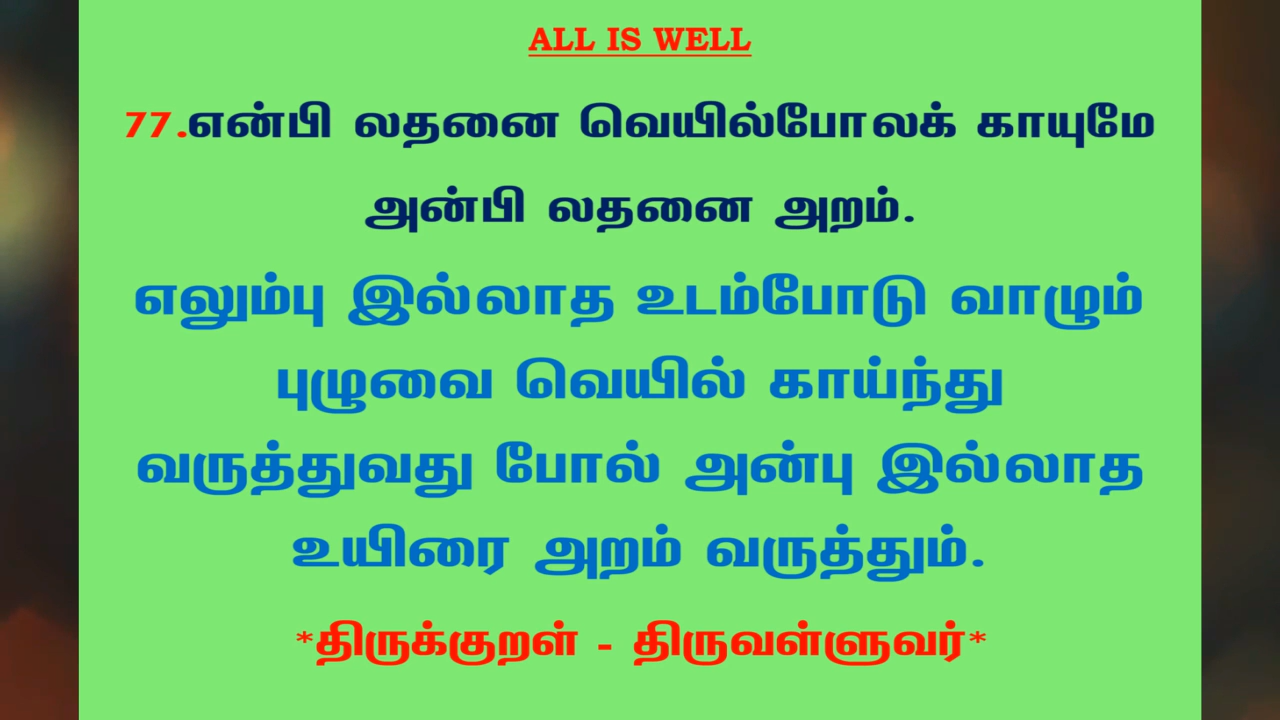 ALL IS WELL
77.என்பி லதனை வெயில்போலக் காயுமே
அன்பி லதனை அறம்.
எலும்பு இல்லாத உடம்போடு வாழும்
புழுவை வெயில் காய்ந்து
வருத்துவது போல் அன்பு இல்லாத
உயிரை அறம் வருத்தும்.
*திருக்குறள் - திருவள்ளுவர்*